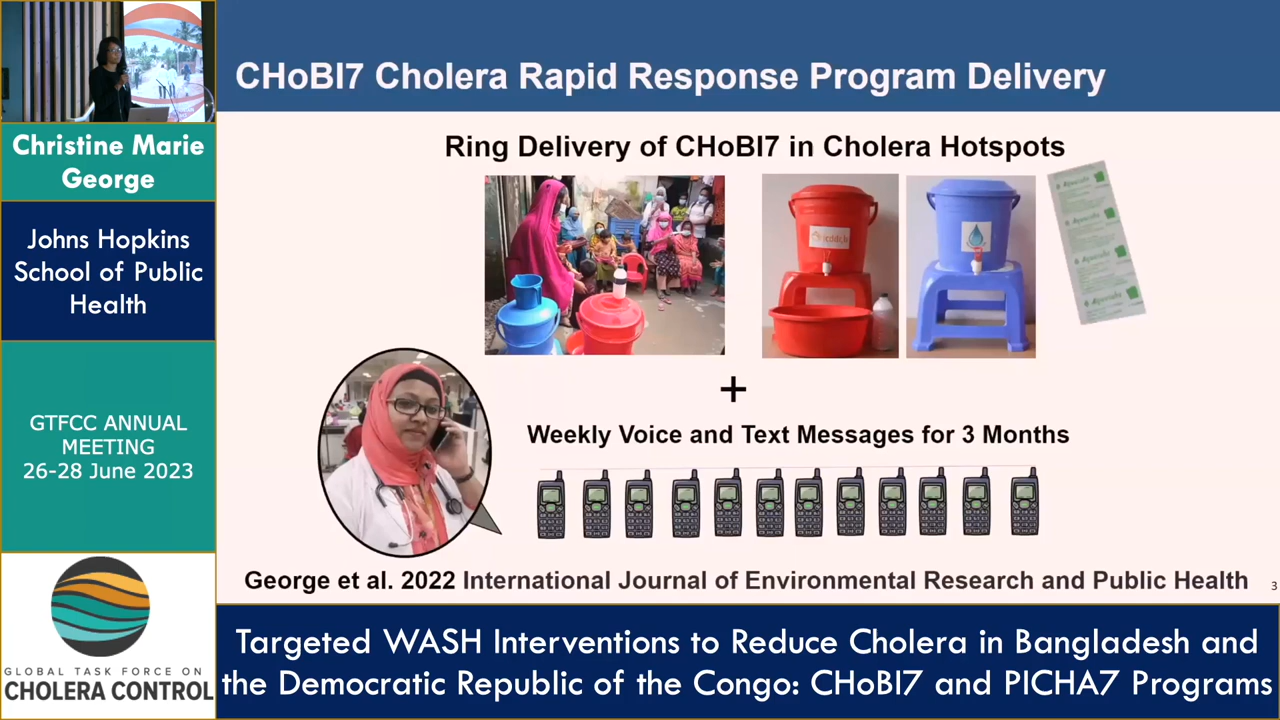 CHoBI7 Cholera Rapid Response Program Delivery
Christine Marie
George
Johns Hopkins
School of Public
Health
GTFCC ANNUAL
MEETING
26-28 June 2023
GLOBAL TASK FORCE ON
CHOLERA CONTROL
Ring Delivery of CHoBI7 in Cholera Hotspots
icddr,b
+
Weekly Voice and Text Messages for 3 Months
George et al. 2022 International Journal of Environmental Research and Public Health
3
Targeted WASH Interventions to Reduce Cholera in Bangladesh and
the Democratic Republic of the Congo: CHoBI7 and PICHA7 Programs